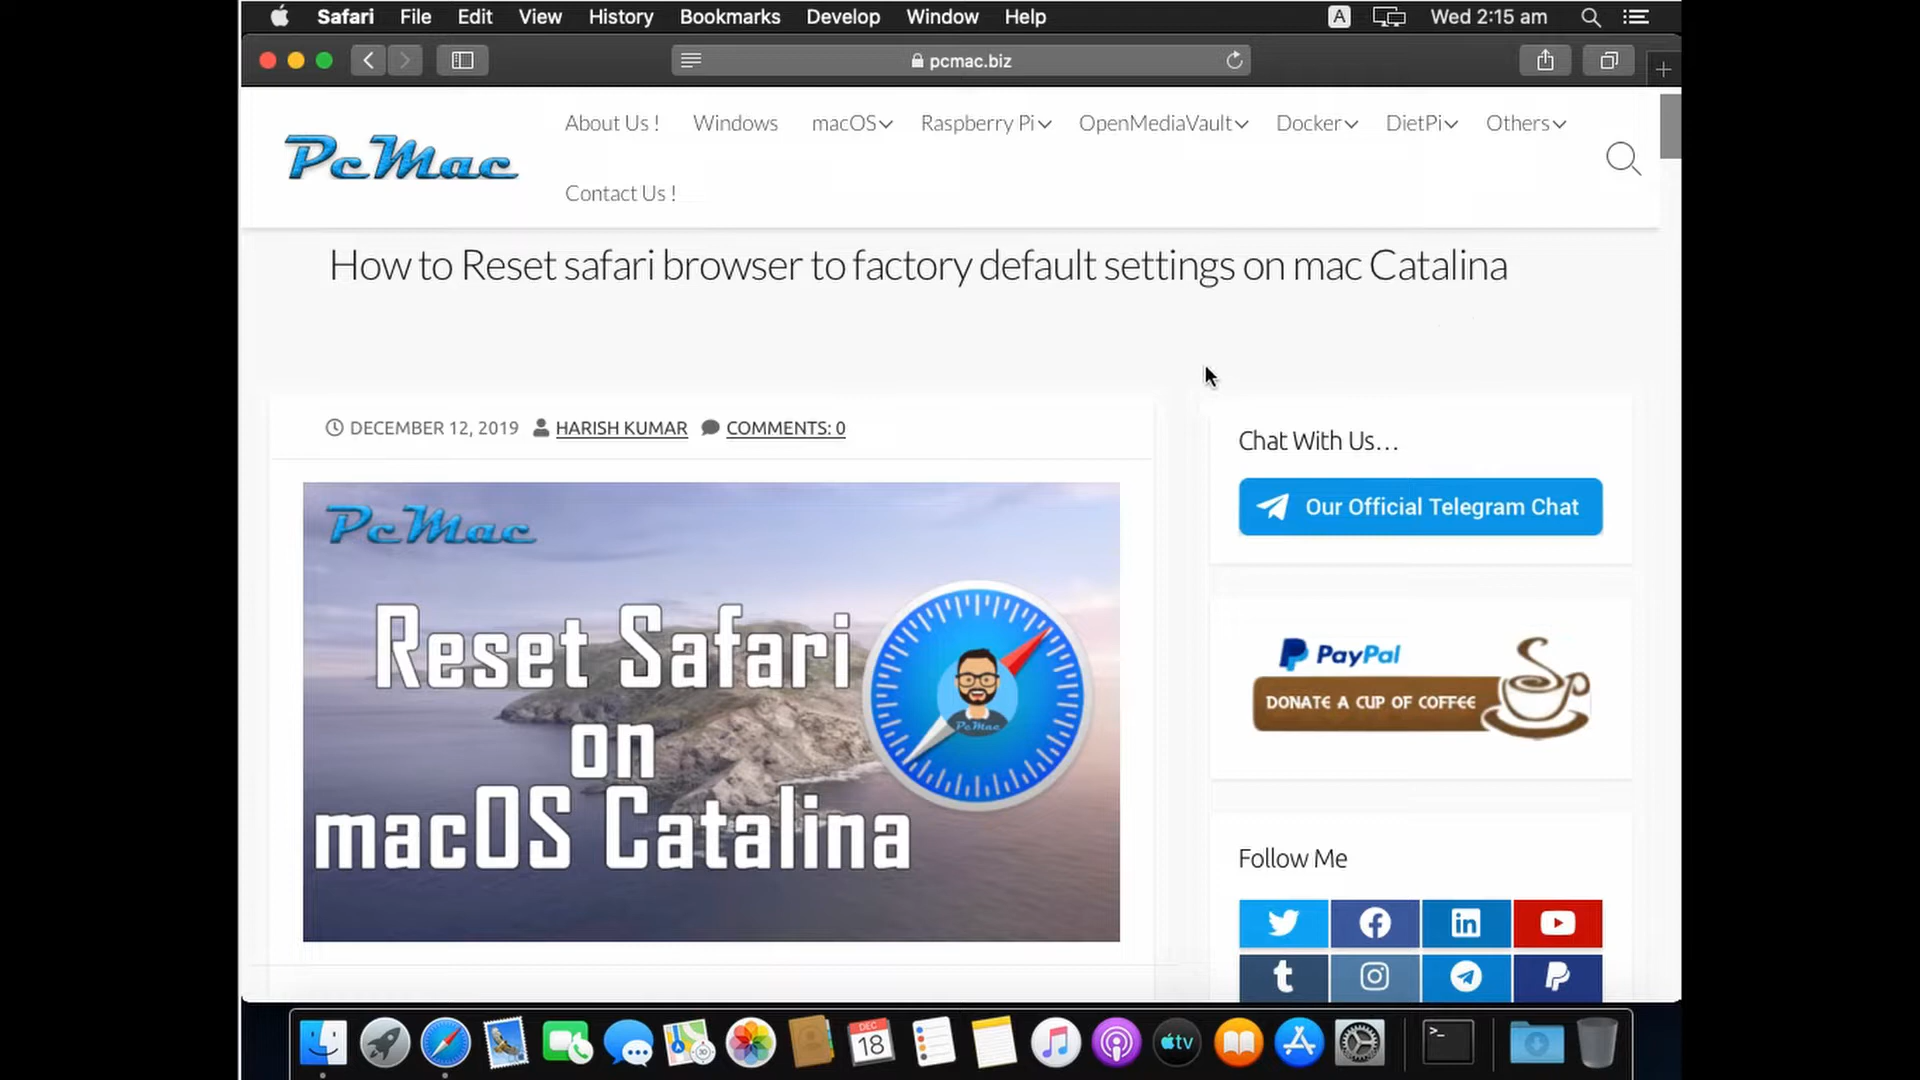 Safari File Edit View History Bookmarks Develop Window Help A Wed 2:15 am
pcmac.biz
PcMac
About Us ! Windows macOS Raspberry Pi OpenMediaVault Docker DietPi Others
Contact Us !
How to Reset safari browser to factory default settings on mac Catalina
DECEMBER 12, 2019 HARISH KUMAR COMMENTS: 0
PcMac
Reset Safari
on
macOS Catalina
PcMac
Chat With Us...
Our Official Telegram Chat
PayPal
DONATE A CUP OF COFFEE
Follow Me
DEC
18
tv